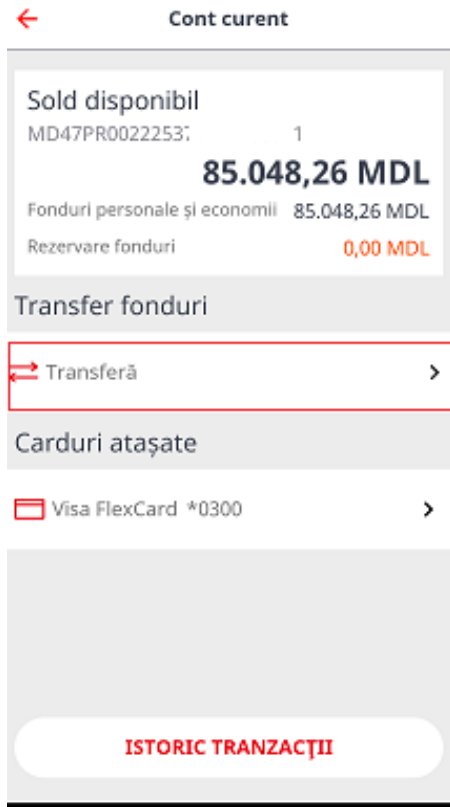 Cont curent
Sold disponibil
MD47PR00222537 1
85.048,26 MDL
Fonduri personale și economii 85.048,26 MDL
Rezervare fonduri 0,00 MDL
Transfer fonduri
Transferă
Carduri atașate
Visa FlexCard *0300
ISTORIC TRANZACȚII